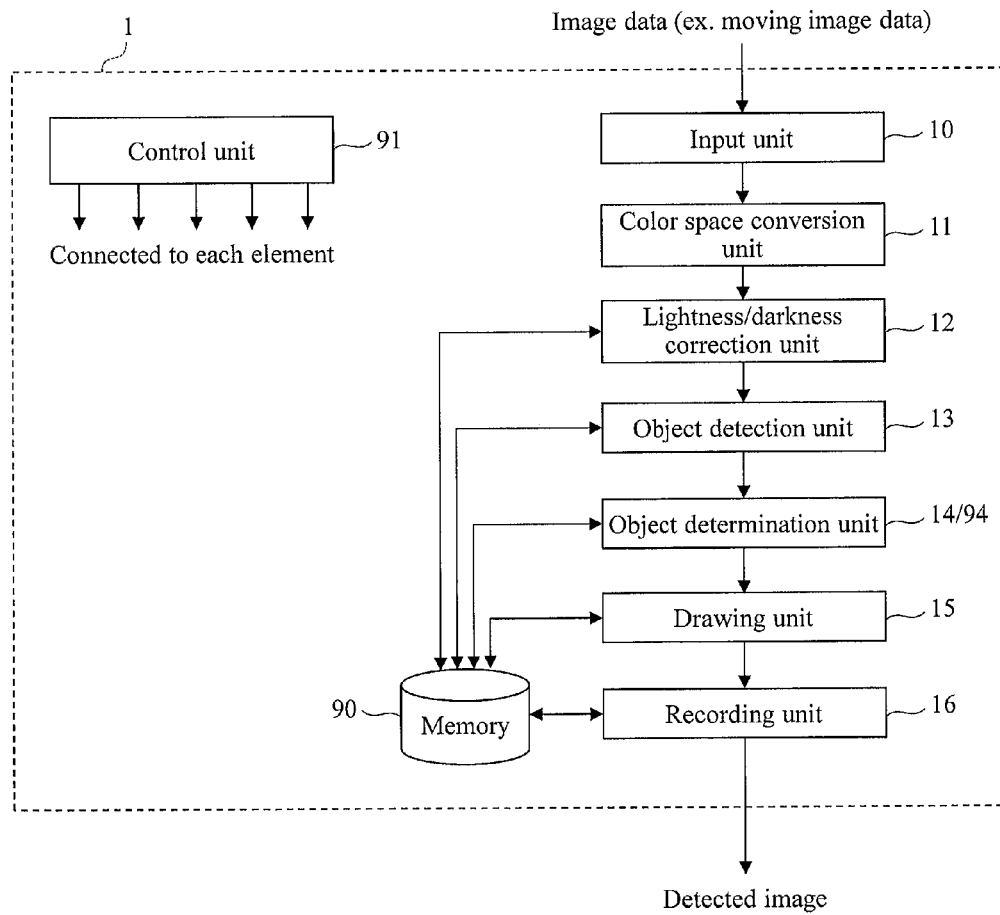 Image data (ex. moving image data)
1
Control unit
91
Connected to each element
Input unit
10
Color space conversion
unit
11
Lightness/darkness
correction unit
12
Object detection unit
13
Object determination unit
14/94
Drawing unit
15
90
Memory
Recording unit
16
Detected image